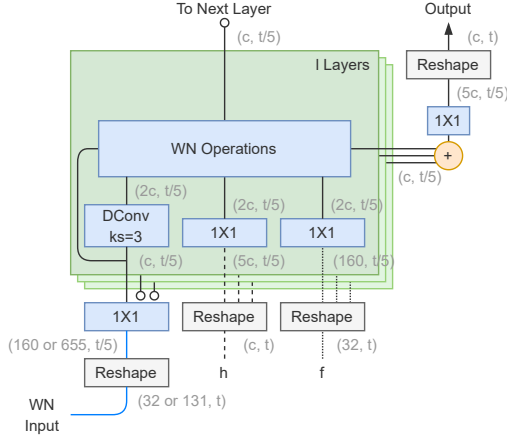 To Next Layer
Output
(c, t/5)
(c, t)
I Layers
Reshape
(5c, t/5)
1X1
WN Operations
+
(c, t/5)
(2c, t/5)
(2c, t/5)
(2c, t/5)
DConv
ks=3
1X1
1X1
(c, t/5)
(5c, t/5)
(160, t/5)
1X1
Reshape
Reshape
(160 or 655, t/5)
(c, t)
(32, t)
Reshape
h
f
WN
Input
(32 or 131, t)